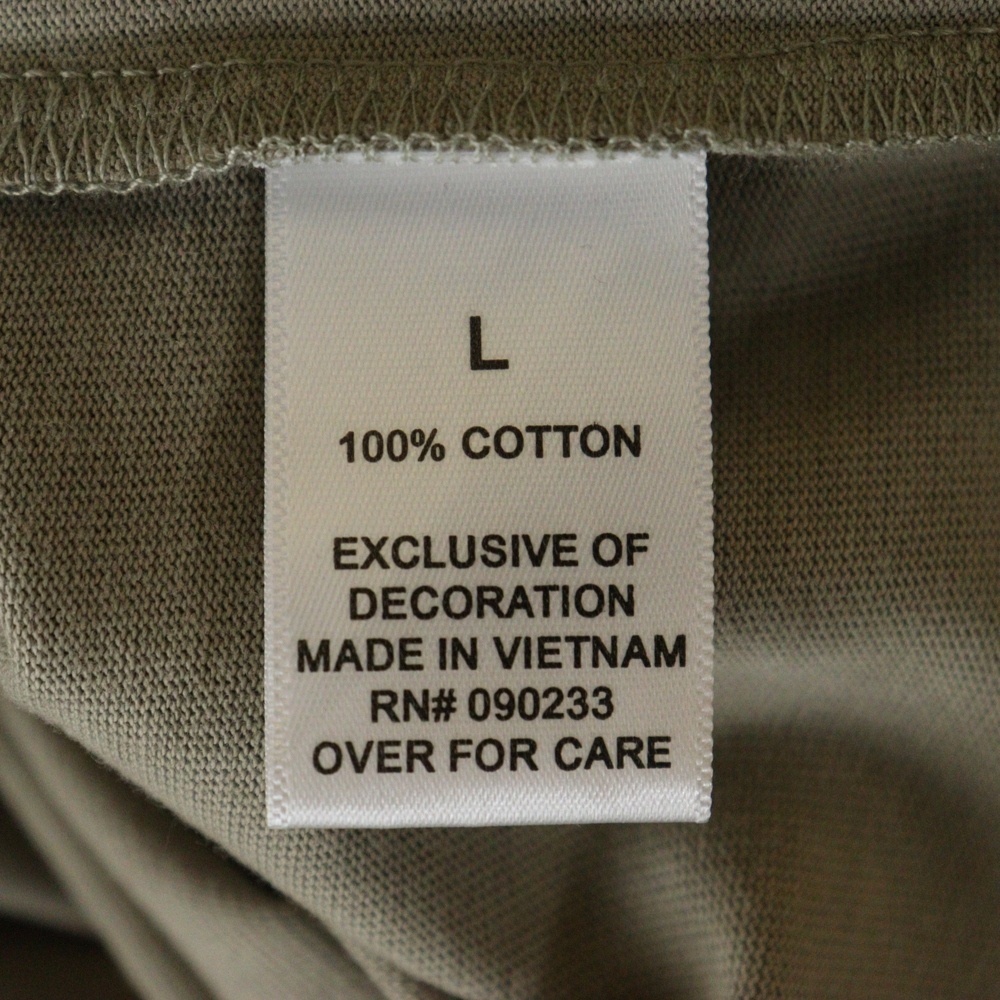 L
100% COTTON
EXCLUSIVE OF
DECORATION
MADE IN VIETNAM
RN# 090233
OVER FOR CARE